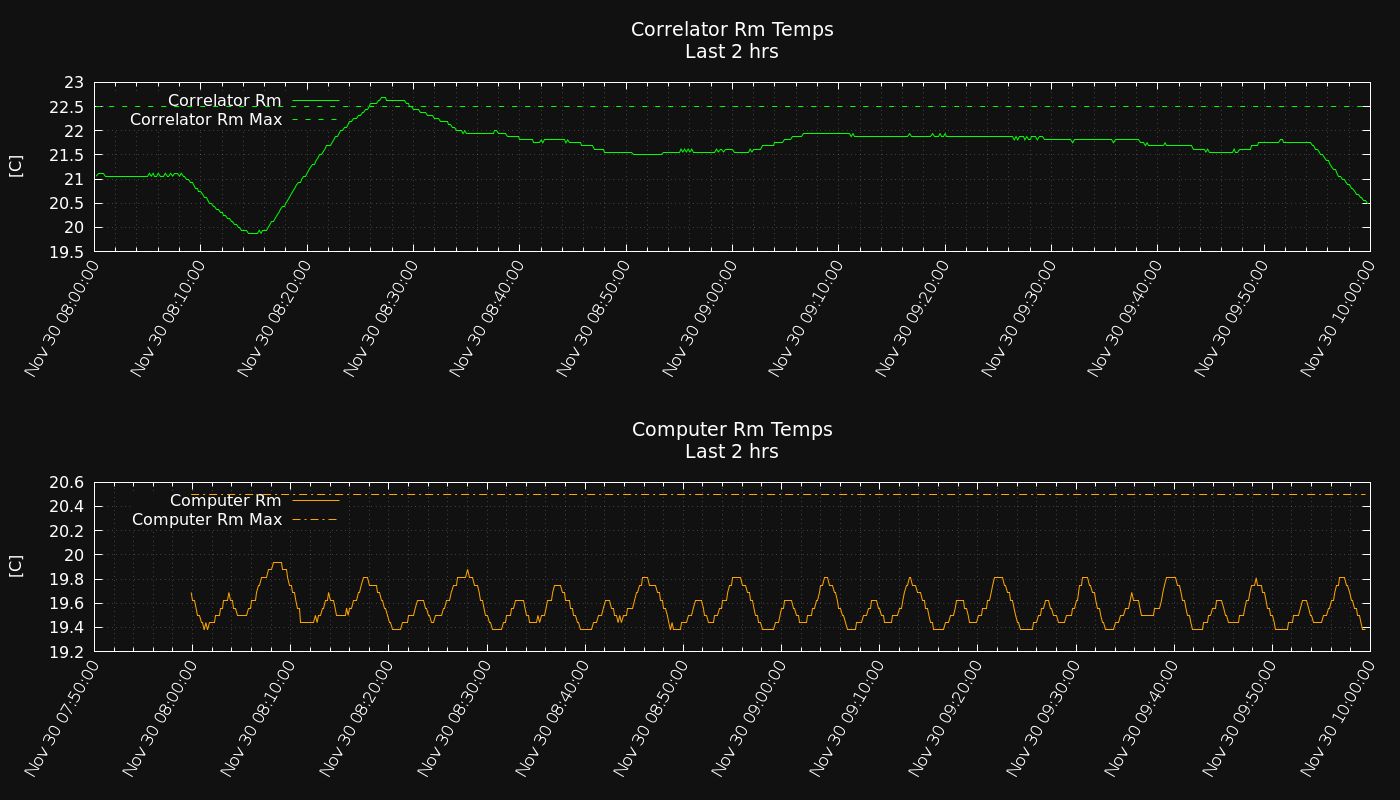 Correlator Rm Temps
Last 2 hrs
23
22.5
22
21.5
21
20.5
20
19.5
[C]
Correlator Rm
Correlator Rm Max
Nov 30 08:00:00
Nov 30 08:10:00
Nov 30 08:20:00
Nov 30 08:30:00
Nov 30 08:40:00
Nov 30 08:50:00
Nov 30 09:00:00
Nov 30 09:10:00
Nov 30 09:20:00
Nov 30 09:30:00
Nov 30 09:40:00
Nov 30 09:50:00
Nov 30 10:00:00
Computer Rm Temps
Last 2 hrs
20.6
20.4
20.2
20
19.8
19.6
19.4
19.2
[C]
Computer Rm
Computer Rm Max
Nov 30 07:50:00
Nov 30 08:00:00
Nov 30 08:10:00
Nov 30 08:20:00
Nov 30 08:30:00
Nov 30 08:40:00
Nov 30 08:50:00
Nov 30 09:00:00
Nov 30 09:10:00
Nov 30 09:20:00
Nov 30 09:30:00
Nov 30 09:40:00
Nov 30 09:50:00
Nov 30 10:00:00